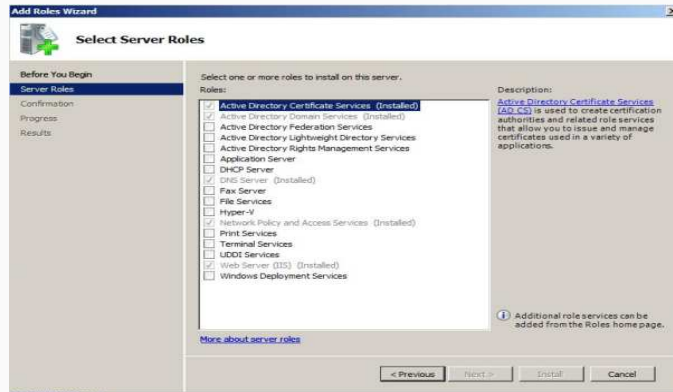 Add Roles Wizard
Select Server Roles
Before You Begin
Server Roles
Confirmation
Progress
Results
Select one or more roles to install on this server.
Roles:
Active Directory Certificate Services (Installed)
Active Directory Domain Services (Installed)
Active Directory Federation Services
Active Directory Lightweight Directory Services
Active Directory Rights Management Services
Application Server
DHCP Server
DNS Server (Installed)
Fax Server
File Services
Hyper-V
Network Policy and Access Services (Installed)
Print Services
Terminal Services
UDDI Services
Web Server (IIS) (Installed)
Windows Deployment Services
More about server roles
Description:
Active Directory Certificate Services
(AD CS) is used to create certification
authorities and related role services
that allow you to issue and manage
certificates used in a variety of
applications.
Additional role services can be
added from the Roles home page.
< Previous
Next >
Install
Cancel